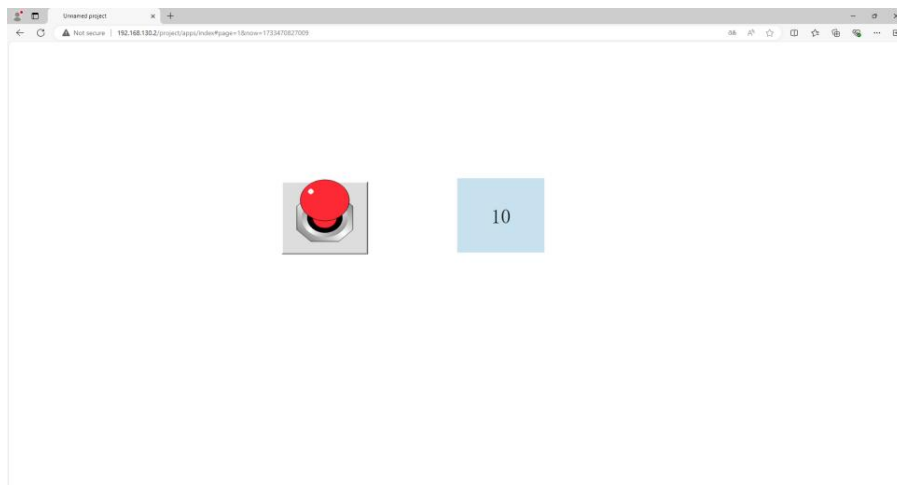 Unnamed project
Not secure
192.168.130.2/project/apps/index#page=1&now=1733470827009
10